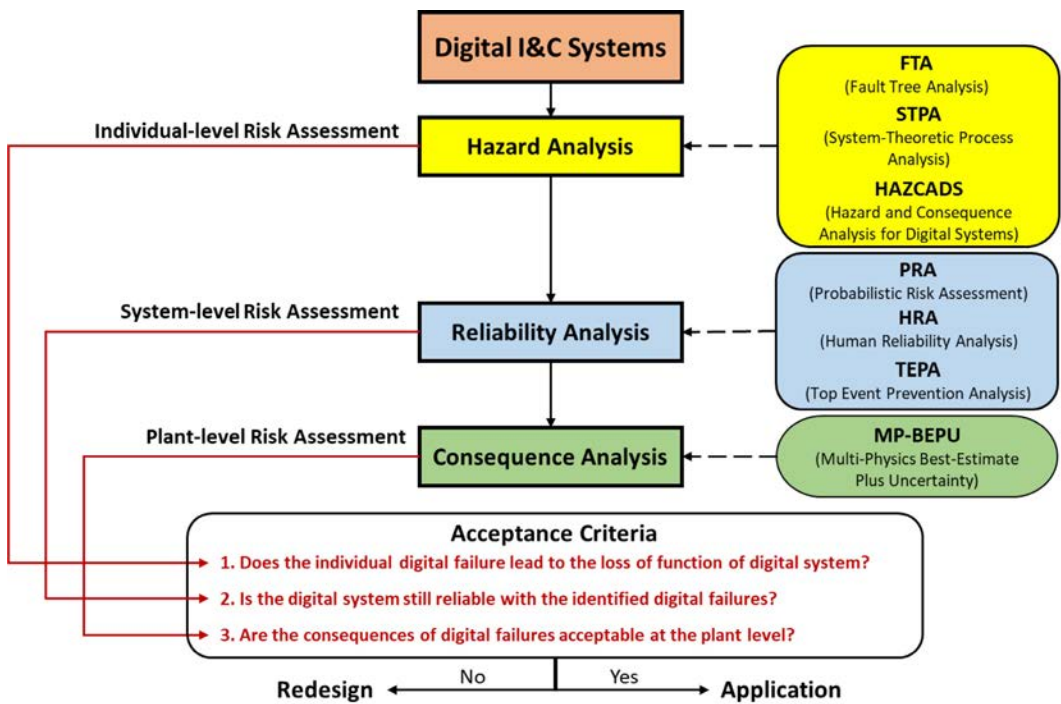 Digital I&C Systems
FTA
(Fault Tree Analysis)
STPA
(System-Theoretic Process
Analysis)
HAZCADS
(Hazard and Consequence
Analysis for Digital Systems)
Individual-level Risk Assessment
Hazard Analysis
PRA
(Probabilistic Risk Assessment)
HRA
(Human Reliability Analysis)
TEPA
(Top Event Prevention Analysis)
System-level Risk Assessment
Reliability Analysis
Plant-level Risk Assessment
Consequence Analysis
MP-BEPU
(Multi-Physics Best-Estimate
Plus Uncertainty)
Acceptance Criteria
1. Does the individual digital failure lead to the loss of function of digital system?
2. Is the digital system still reliable with the identified digital failures?
3. Are the consequences of digital failures acceptable at the plant level?
No
Yes
Redesign
Application